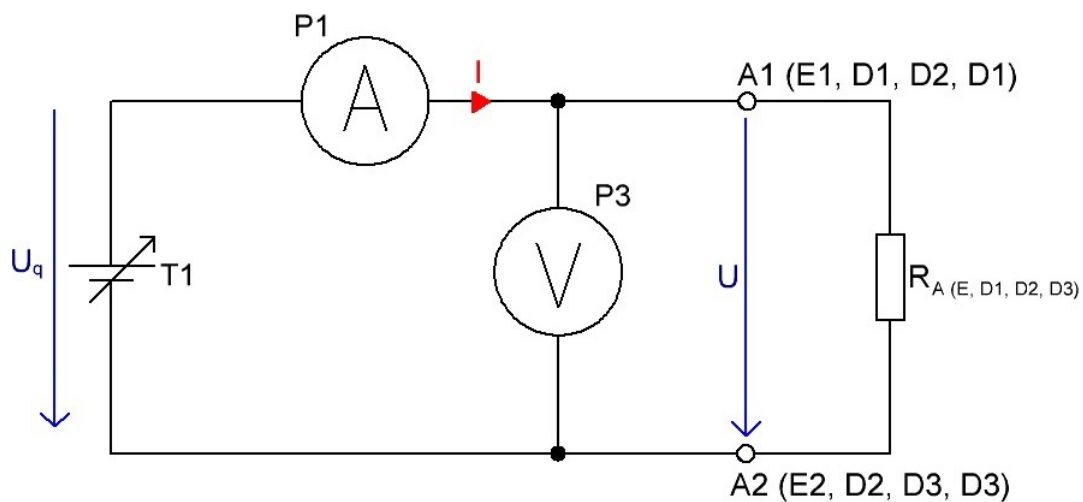 P1
A
I
A1 (E1, D1, D2, D1)
P3
Uq
T1
V
U
RA (E, D1, D2, D3)
A2 (E2, D2, D3, D3)